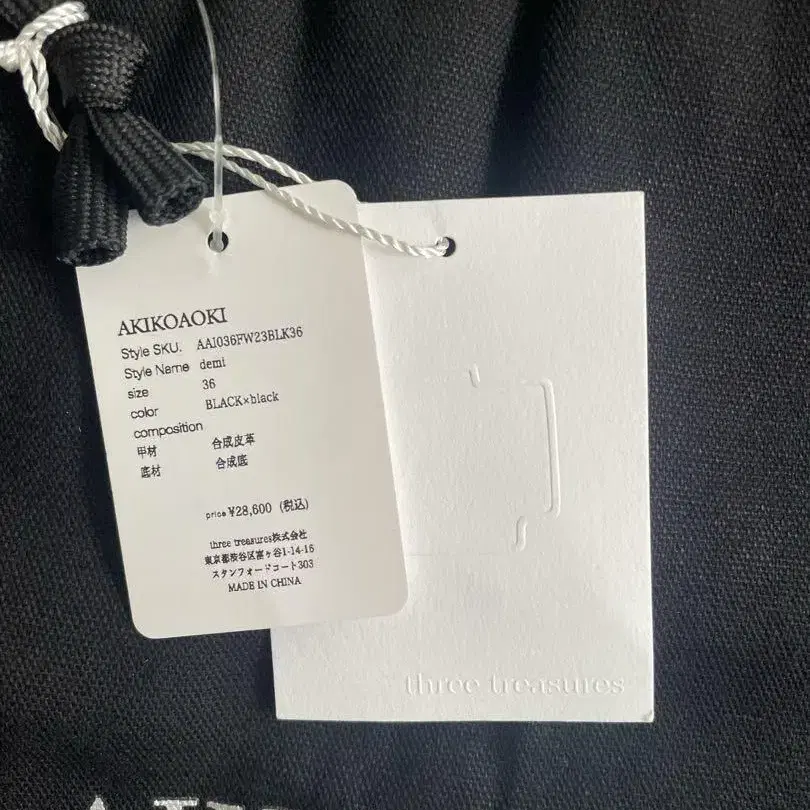 AKIKOAOKI
Style SKU. AAI036FW23BLK36
Style Name demi
size 36
color BLACK×black
composition
甲材 合成皮革
底材 合成底
price ¥28,600 (税込)
three treasures株式会社
東京都渋谷区富ヶ谷1-14-16
スタンフォードコート303
MADE IN CHINA
three treasures